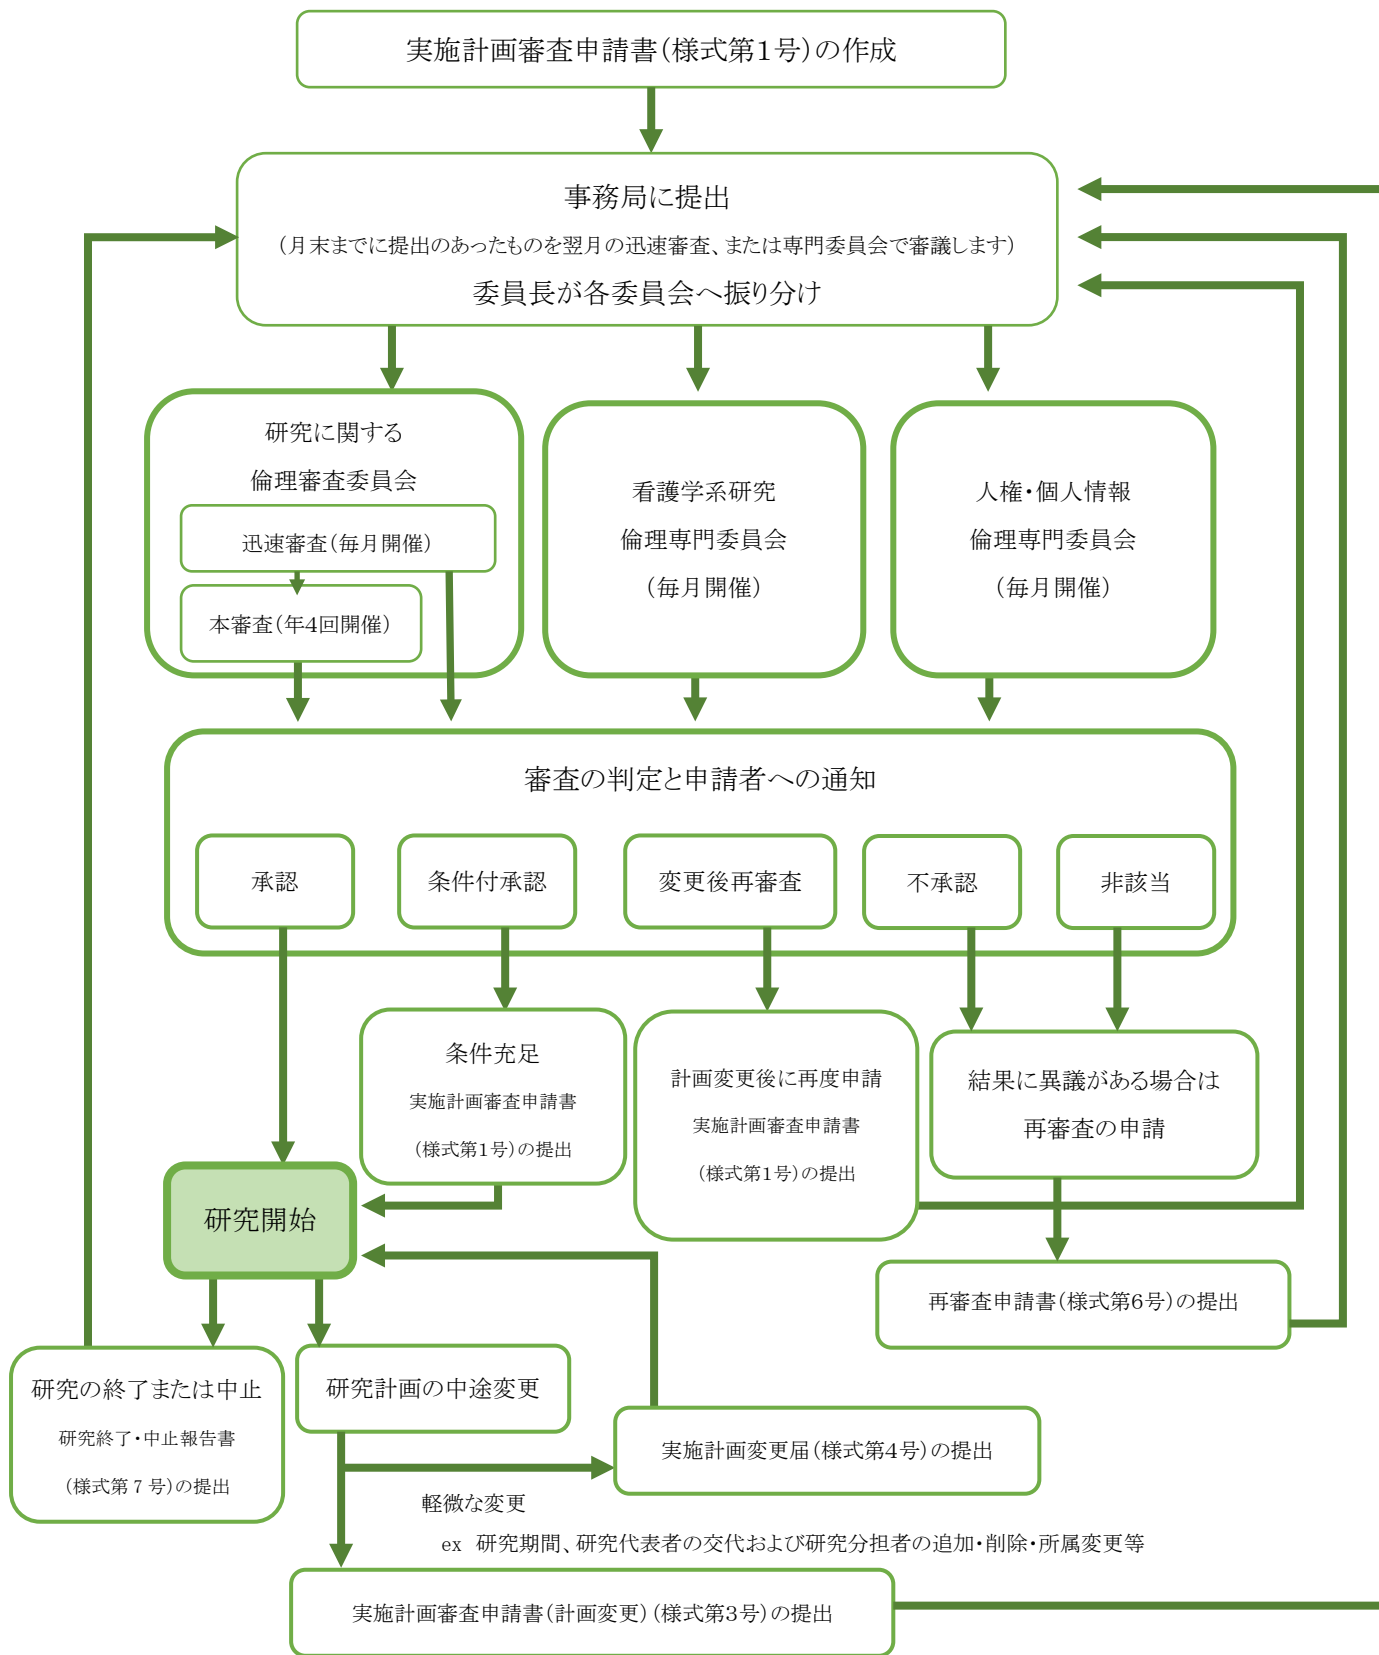 実施計画審査申請書(様式第1号)の作成
事務局に提出
(月末までに提出のあったものを翌月の迅速審査、または専門委員会で審議します)
委員長が各委員会へ振り分け
研究に関する
倫理審査委員会
迅速審査(毎月開催)
本審査(年4回開催)
看護学系研究
倫理専門委員会
(毎月開催)
人権・個人情報
倫理専門委員会
(毎月開催)
審査の判定と申請者への通知
承認
条件付承認
変更後再審査
不承認
非該当
条件充足
実施計画審査申請書
(様式第1号)の提出
計画変更後に再度申請
実施計画審査申請書
(様式第1号)の提出
結果に異議がある場合は
再審査の申請
研究開始
再審査申請書(様式第6号)の提出
研究の終了または中止
研究終了・中止報告書
(様式第 7 号)の提出
研究計画の中途変更
実施計画変更届(様式第4号)の提出
軽微な変更
ex 研究期間、研究代表者の交代および研究分担者の追加・削除・所属変更等
実施計画審査申請書(計画変更)(様式第3号)の提出